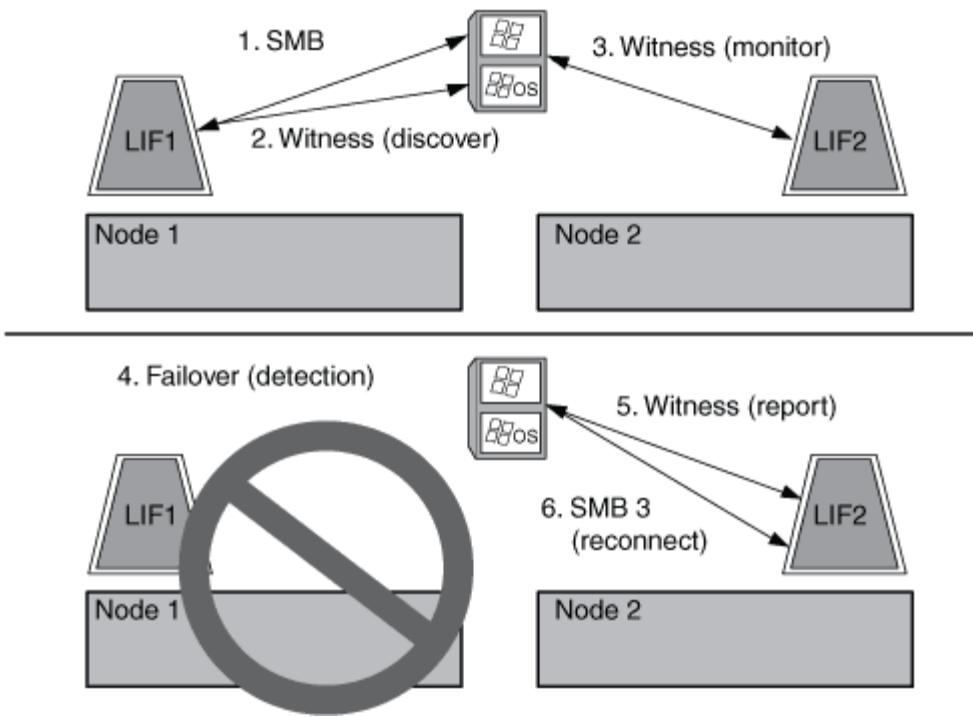 1. SMB
3. Witness (monitor)
OS
LIF1
2. Witness (discover)
LIF2
Node 1
Node 2
4. Failover (detection)
5. Witness (report)
OS
LIF1
6. SMB 3
(reconnect)
LIF2
Node 1
Node 2